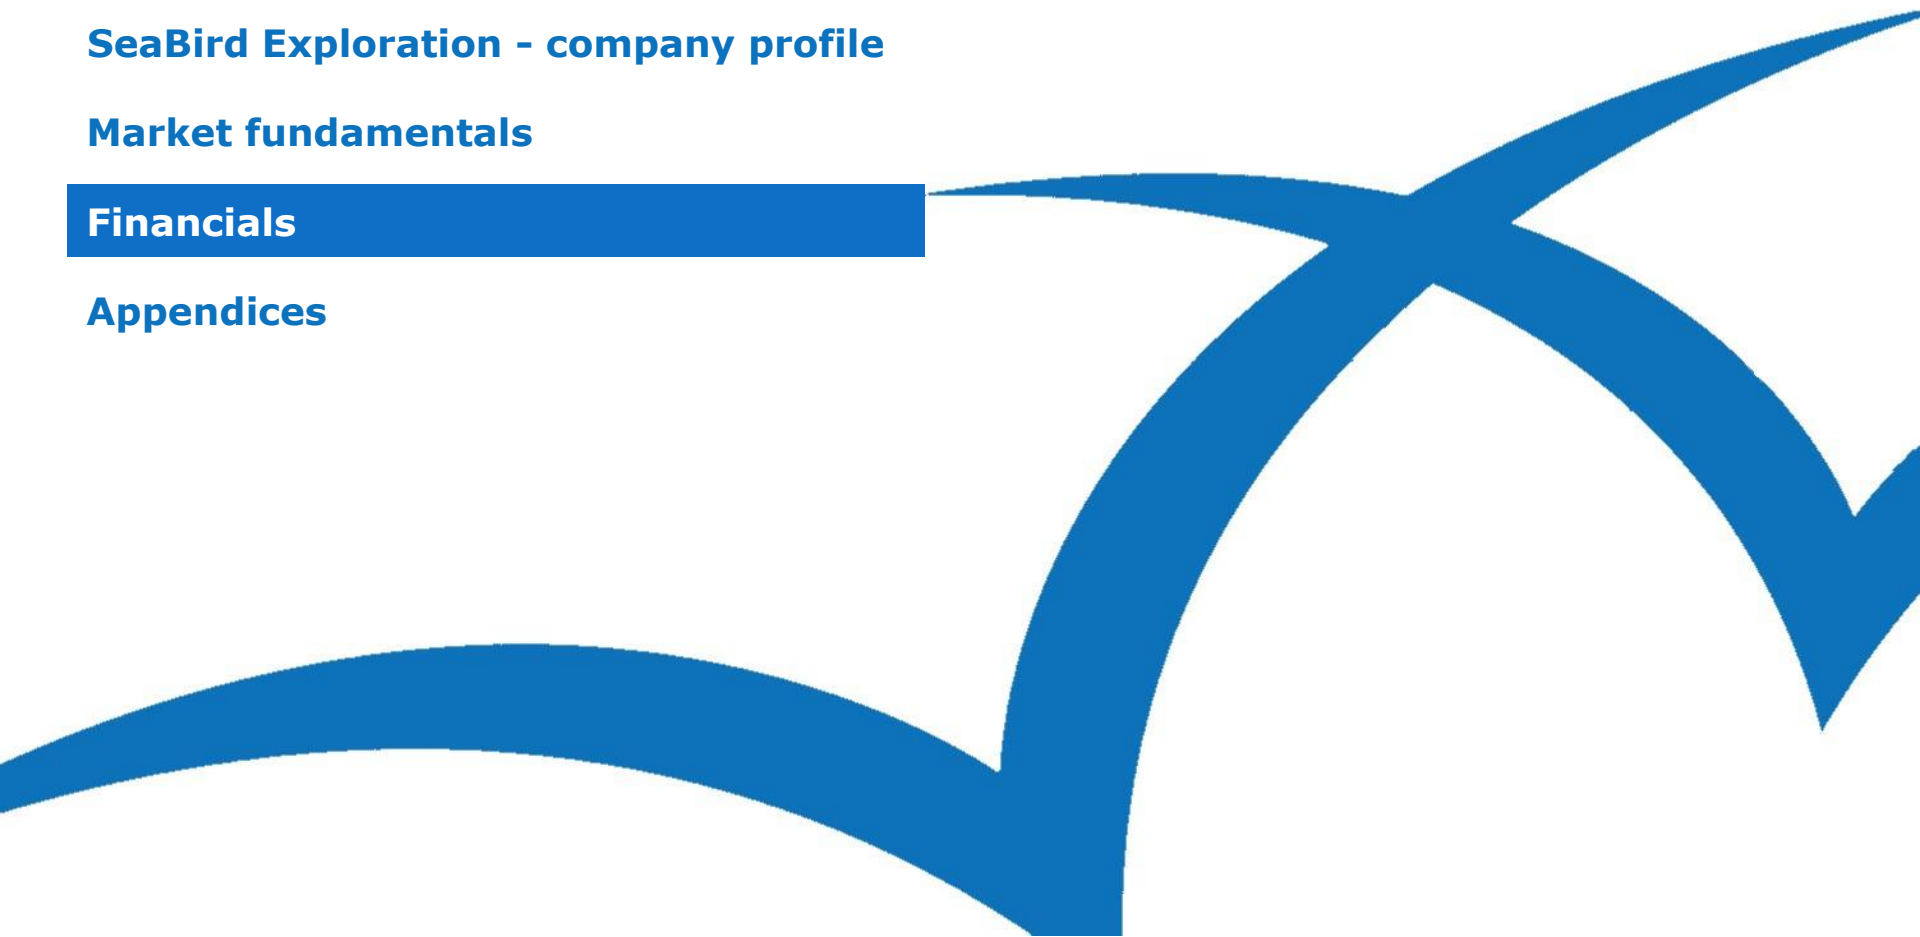 SeaBird Exploration - company profile
Market fundamentals
Financials
Appendices